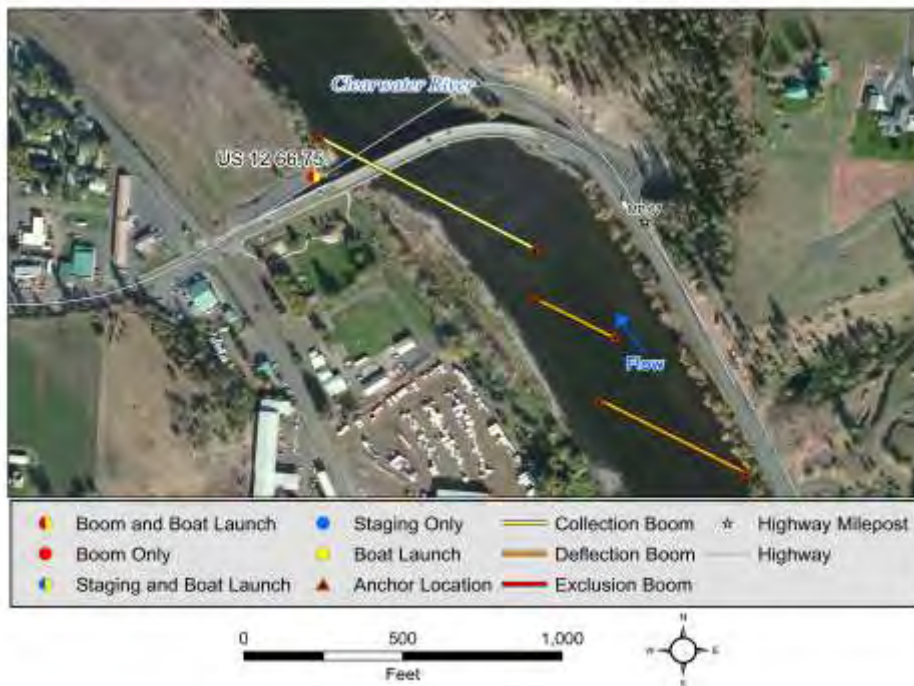 Clearwater River
US 12 66.75
Flow
Boom and Boat Launch
Staging Only
Collection Boom
Highway Milepost
Boom Only
Boat Launch
Deflection Boom
Highway
Staging and Boat Launch
Anchor Location
Exclusion Boom
0 500 1,000
Feet
N
W E
S